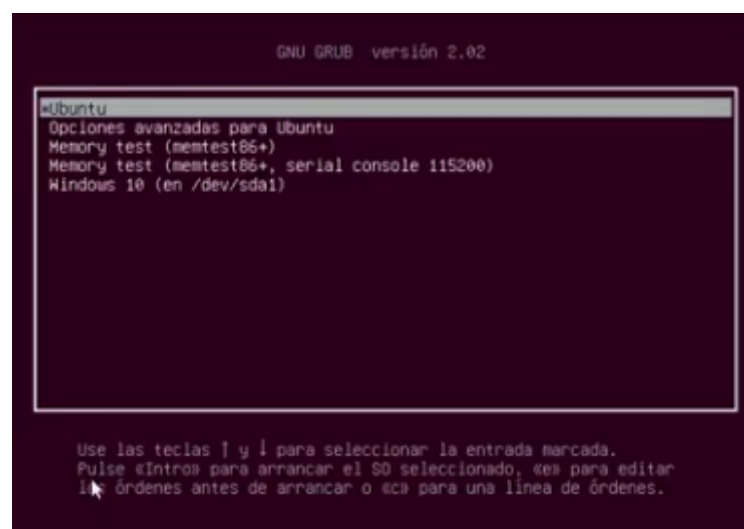 GNU GRUB versión 2.02
*Ubuntu
Opciones avanzadas para Ubuntu
Memory test (memtest86+)
Memory test (memtest86+, serial console 115200)
Windows 10 (en /dev/sda1)
Use las teclas ↑ y ↓ para seleccionar la entrada marcada.
Pulse «Intro» para arrancar el SO seleccionado, «e» para editar
órdenes antes de arrancar o «c» para una línea de órdenes.